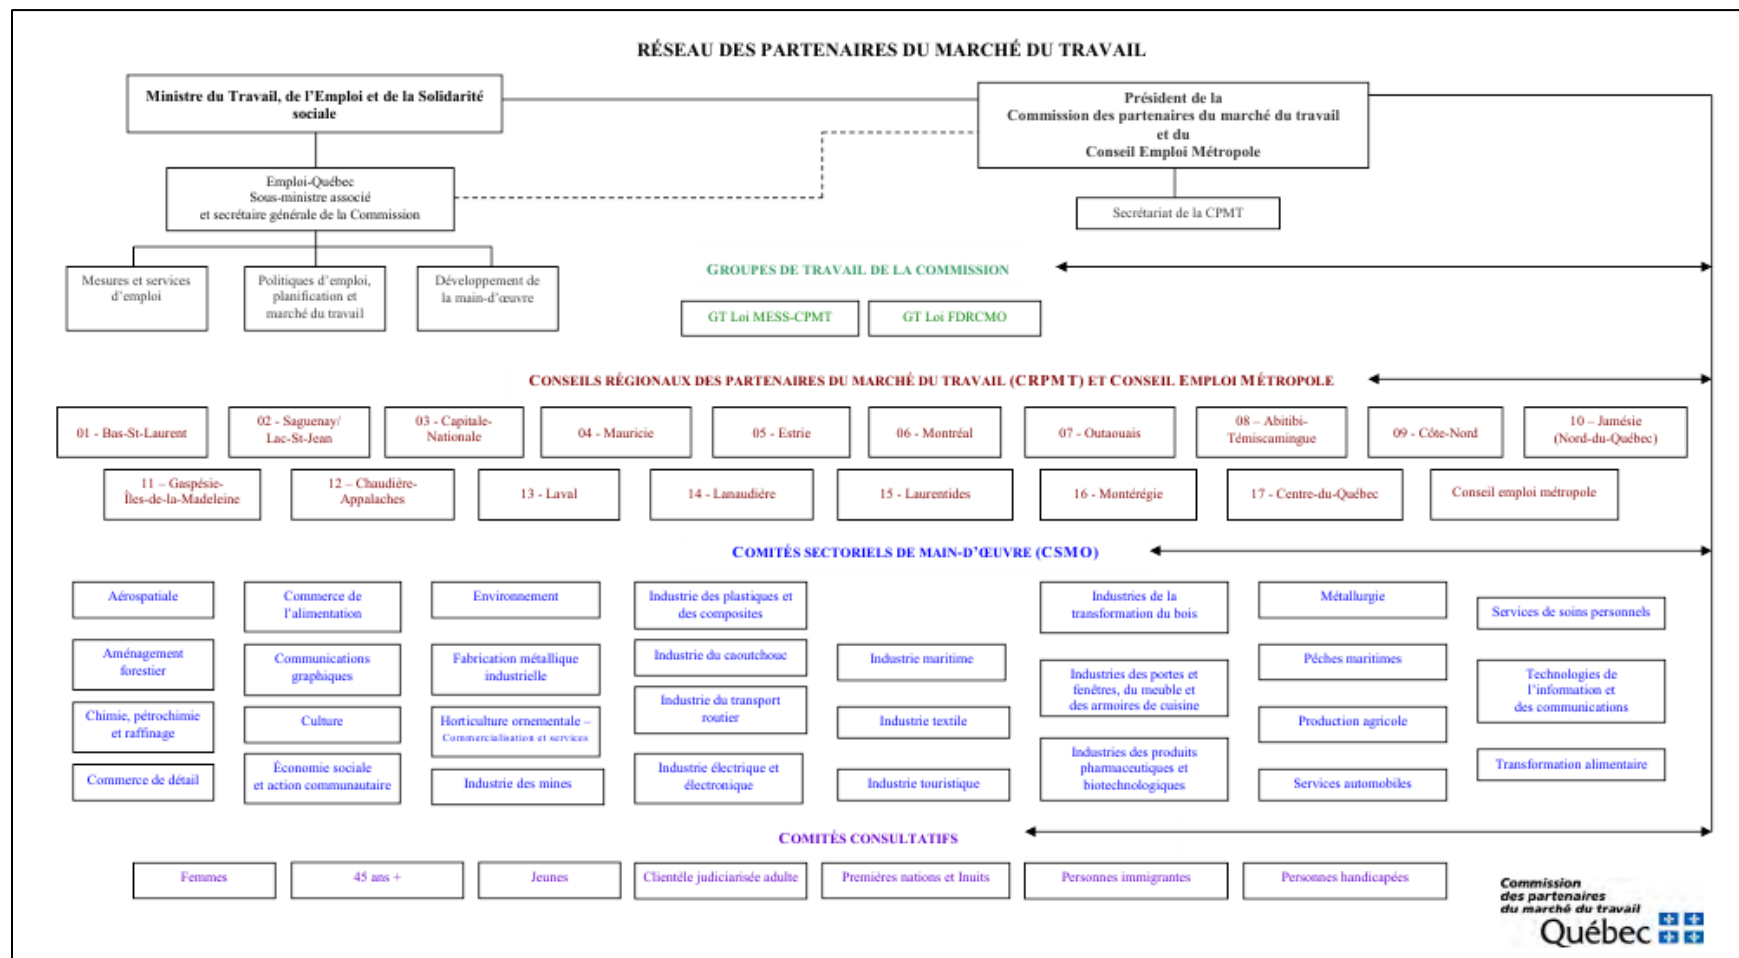 RÉSEAU DES PARTENAIRES DU MARCHÉ DU TRAVAIL
Ministre du Travail, de l'Emploi et de la Solidarité
sociale
Président de la
Commission des partenaires du marché du travail
et du
Conseil Emploi Métropole
Emploi-Québec
Sous-ministre associé
et secrétaire générale de la Commission
Secrétariat de la CPMT
Mesures et services
d'emploi
Politiques d'emploi,
planification et
marché du travail
Développement de
la main-d'œuvre
GROUPES DE TRAVAIL DE LA COMMISSION
GT Loi MESS-CPMT
GT Loi FDRCMO
CONSEILS RÉGIONAUX DES PARTENAIRES DU MARCHÉ DU TRAVAIL (CRPMT) ET CONSEIL EMPLOI MÉTROPOLE
01 - Bas-St-Laurent
02 - Saguenay/
Lac-St-Jean
03 - Capitale-
Nationale
04 - Mauricie
05 - Estrie
06 - Montréal
07 - Outaouais
08 – Abitibi-
Témiscamingue
09 - Côte-Nord
10 – Jamésie
(Nord-du-Québec)
11 – Gaspésie-
Îles-de-la-Madeleine
12 – Chaudière-
Appalaches
13 - Laval
14 - Lanaudière
15 - Laurentides
16 - Montérégie
17 - Centre-du-Québec
Conseil emploi métropole
COMITÉS SECTORIELS DE MAIN-D'ŒUVRE (CSMO)
Aérospatiale
Aménagement
forestier
Chimie, pétrochimie
et raffinage
Commerce de détail
Commerce de
l'alimentation
Communications
graphiques
Culture
Économie sociale
et action communautaire
Environnement
Fabrication métallique
industrielle
Horticulture ornementale –
Commercialisation et services
Industrie des mines
Industrie des plastiques et
des composites
Industrie du caoutchouc
Industrie du transport
routier
Industrie électrique et
électronique
Industrie maritime
Industrie textile
Industrie touristique
Industries de la
transformation du bois
Industries des portes et
fenêtres, du meuble et
des armoires de cuisine
Industries des produits
pharmaceutiques et
biotechnologiques
Métallurgie
Pêches maritimes
Production agricole
Services automobiles
Services de soins personnels
Technologies de
l'information et
des communications
Transformation alimentaire
COMITÉS CONSULTATIFS
Femmes
45 ans +
Jeunes
Clientéle judiciarisée adulte
Premières nations et Inuits
Personnes immigrantes
Personnes handicapées
Commission
des partenaires
du marché du travail
Québec